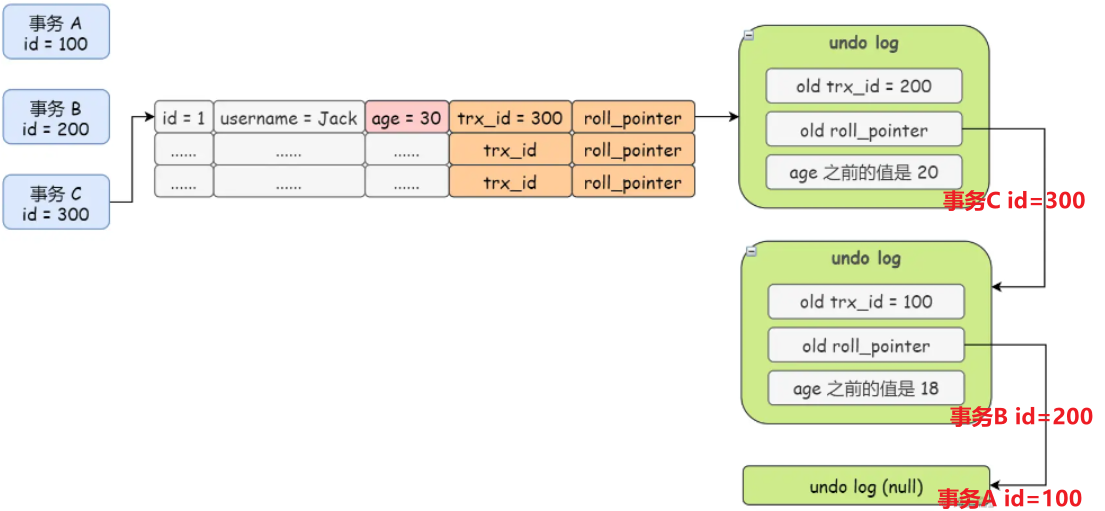 事务 A
id = 100
事务 B
id = 200
事务 C
id = 300
id = 1 username = Jack age = 30 trx_id = 300 roll_pointer
...... ...... ...... trx_id roll_pointer
...... ...... ...... trx_id roll_pointer
undo log
old trx_id = 200
old roll_pointer
age 之前的值是 20
事务C id=300
undo log
old trx_id = 100
old roll_pointer
age 之前的值是 18
事务B id=200
undo log (null)
事务A id=100